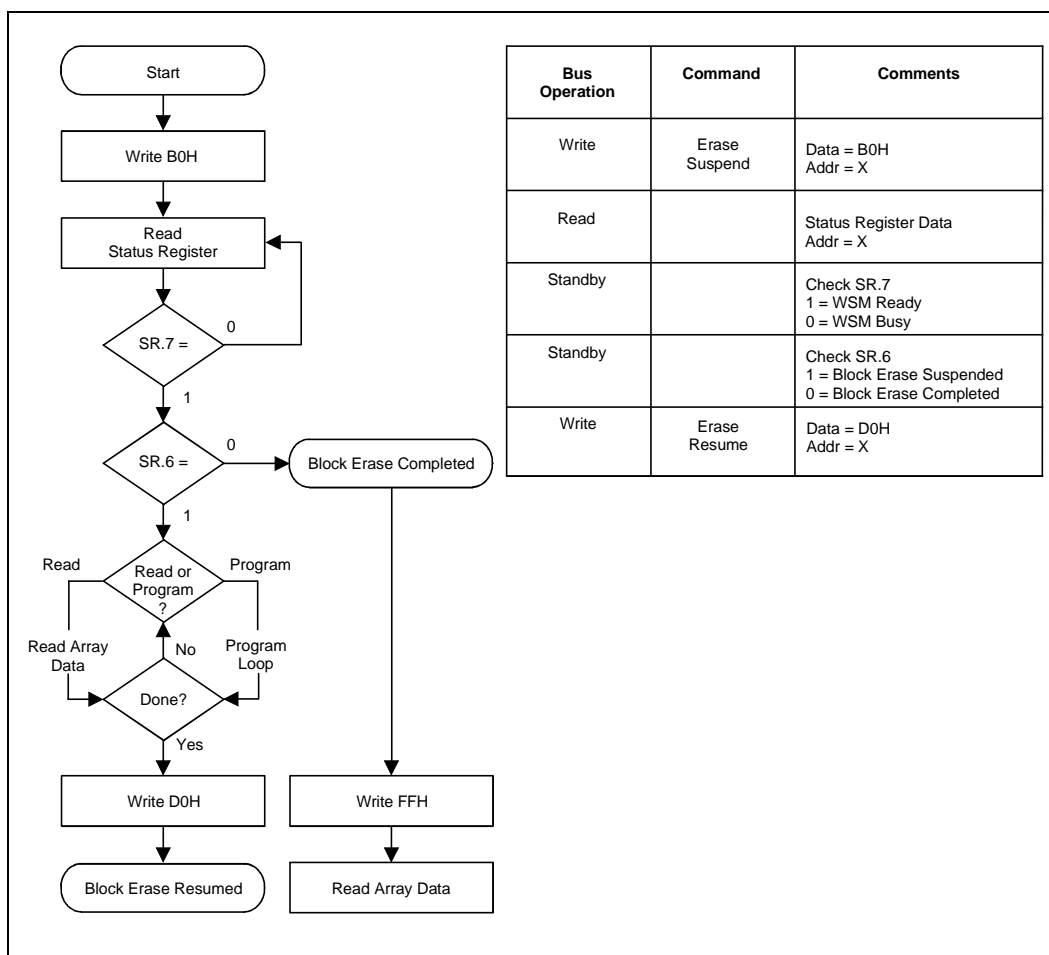 Start
Write B0H
Read
Status Register
SR.7 =
0
1
SR.6 =
0
Block Erase Completed
1
Read
Read or
Program
?
Program
Read Array
Data
No
Program
Loop
Done?
Yes
Write D0H
Write FFH
Block Erase Resumed
Read Array Data
Bus
Operation
Command
Comments
Write
Erase
Suspend
Data = B0H
Addr = X
Read
Status Register Data
Addr = X
Standby
Check SR.7
1 = WSM Ready
0 = WSM Busy
Standby
Check SR.6
1 = Block Erase Suspended
0 = Block Erase Completed
Write
Erase
Resume
Data = D0H
Addr = X